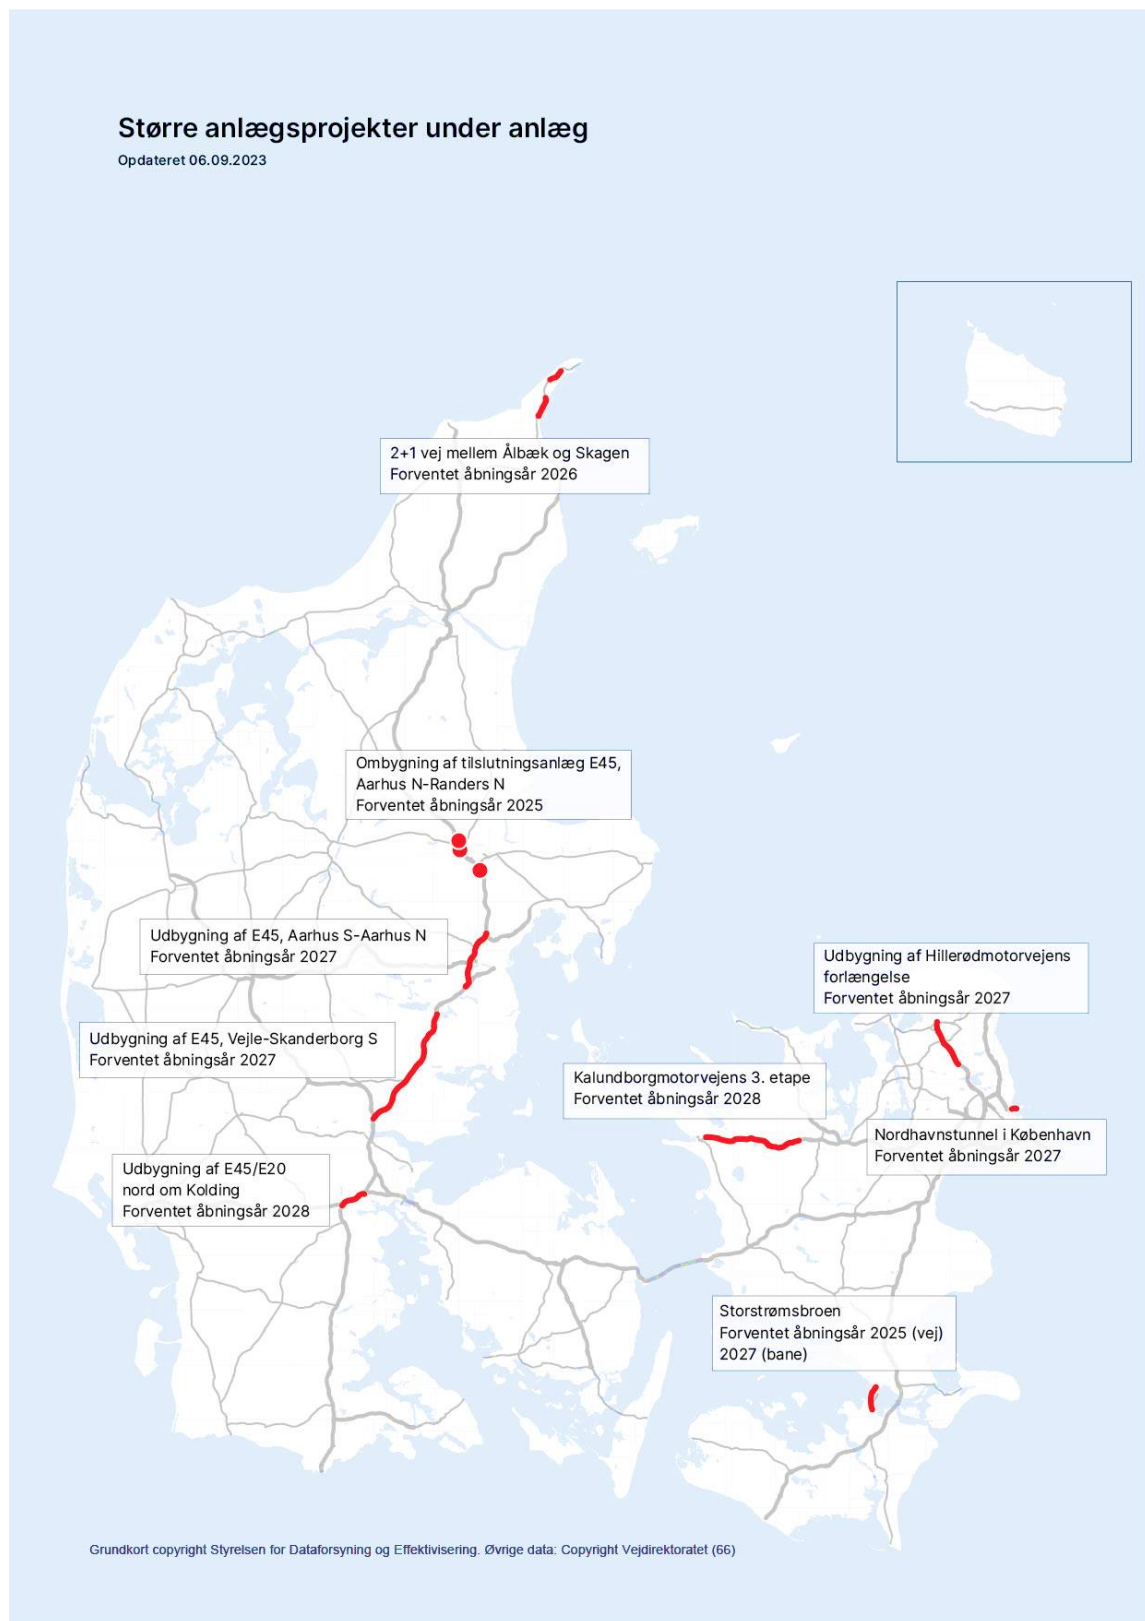 Større anlægsprojekter under anlæg
Opdateret 06.09.2023
2+1 vej mellem Ålbæk og Skagen
Forventet åbningsår 2026
Ombygning af tilslutningsanlæg E45,
Aarhus N-Randers N
Forventet åbningsår 2025
Udbygning af E45, Aarhus S-Aarhus N
Forventet åbningsår 2027
Udbygning af Hillerødmotorvejens
forlængelse
Forventet åbningsår 2027
Udbygning af E45, Vejle-Skanderborg S
Forventet åbningsår 2027
Kalundborgmotorvejens 3. etape
Forventet åbningsår 2028
Nordhavnstunnel i København
Forventet åbningsår 2027
Udbygning af E45/E20
nord om Kolding
Forventet åbningsår 2028
Storstrømsbroen
Forventet åbningsår 2025 (vej)
2027 (bane)
Grundkort copyright Styrelsen for Dataforsyning og Effektivisering. Øvrige data: Copyright Vejdirektoratet (66)